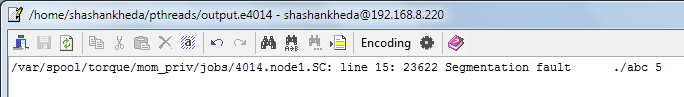 /home/shashankheda/pthreads/output.e4014 - shashankheda@192.168.8.220
Encoding
/var/spool/torque/mom_priv/jobs/4014.node1.SC: line 15: 23622 Segmentation fault ./abc 5